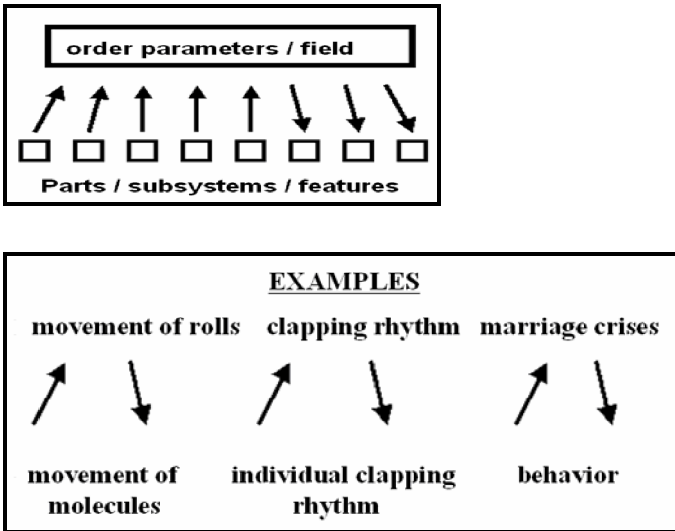 order parameters / field
Parts / subsystems / features
EXAMPLES
movement of rolls clapping rhythm marriage crises
movement of individual clapping behavior
molecules rhythm